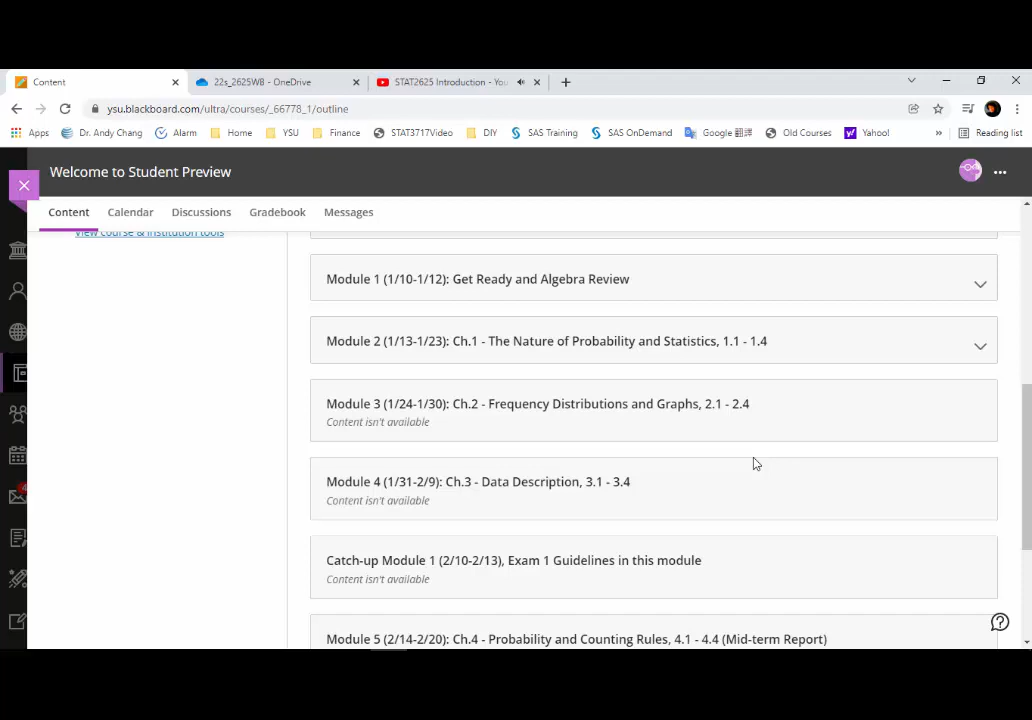 Content
22s_2625WB - OneDrive
STAT2625 Introduction - You
ysu.blackboard.com/ultra/courses/_66778_1/outline
Apps
Dr. Andy Chang
Alarm
Home
YSU
Finance
STAT3717Video
DIY
SAS Training
SAS OnDemand
Google 翻譯
Old Courses
Yahoo!
»
Reading list
Welcome to Student Preview
Content
Calendar
Discussions
Gradebook
Messages
View course & institution tools
Module 1 (1/10-1/12): Get Ready and Algebra Review
Module 2 (1/13-1/23): Ch.1 - The Nature of Probability and Statistics, 1.1 - 1.4
Module 3 (1/24-1/30): Ch.2 - Frequency Distributions and Graphs, 2.1 - 2.4
Content isn't available
Module 4 (1/31-2/9): Ch.3 - Data Description, 3.1 - 3.4
Content isn't available
Catch-up Module 1 (2/10-2/13), Exam 1 Guidelines in this module
Content isn't available
Module 5 (2/14-2/20): Ch.4 - Probability and Counting Rules, 4.1 - 4.4 (Mid-term Report)